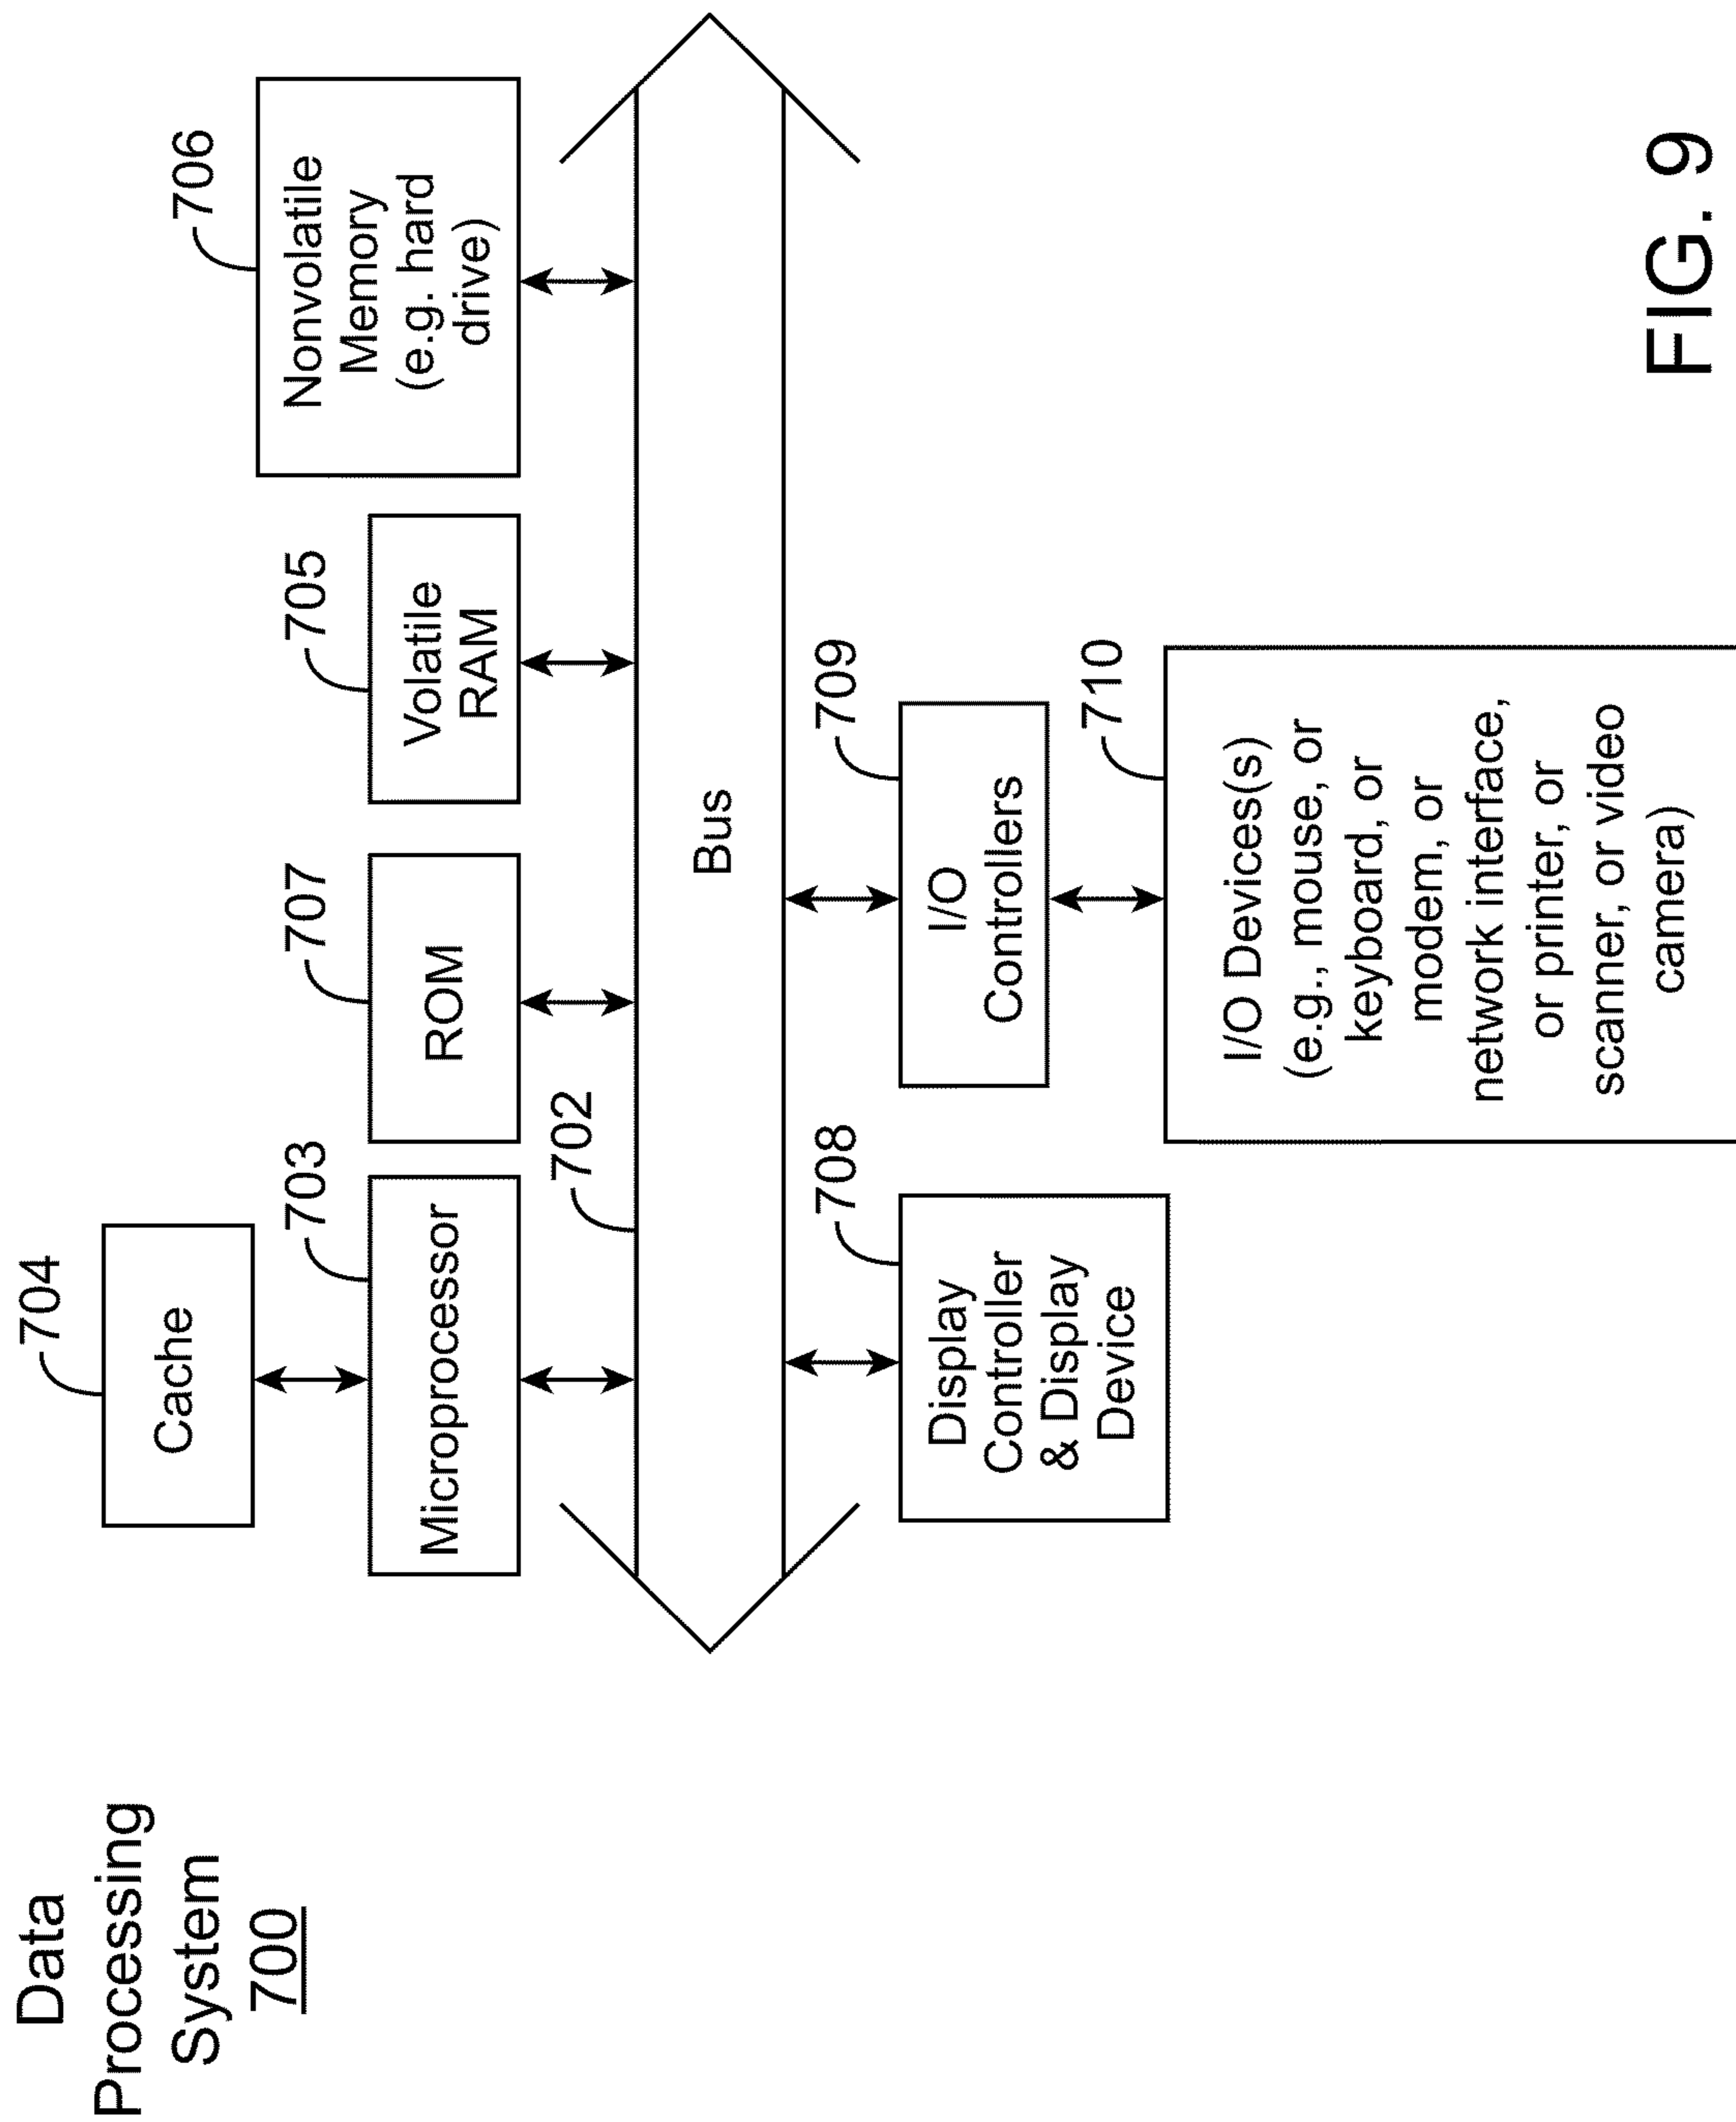 Data
Processing
System
700
704
Cache
703
Microprocessor
707
ROM
705
Volatile
RAM
706
Nonvolatile
Memory
(e.g. hard
drive)
702
Bus
708
Display
Controller
& Display
Device
709
I/O
Controllers
710
I/O Devices(s)
(e.g., mouse, or
keyboard, or
modem, or
network interface,
or printer, or
scanner, or video
camera)
FIG. 9